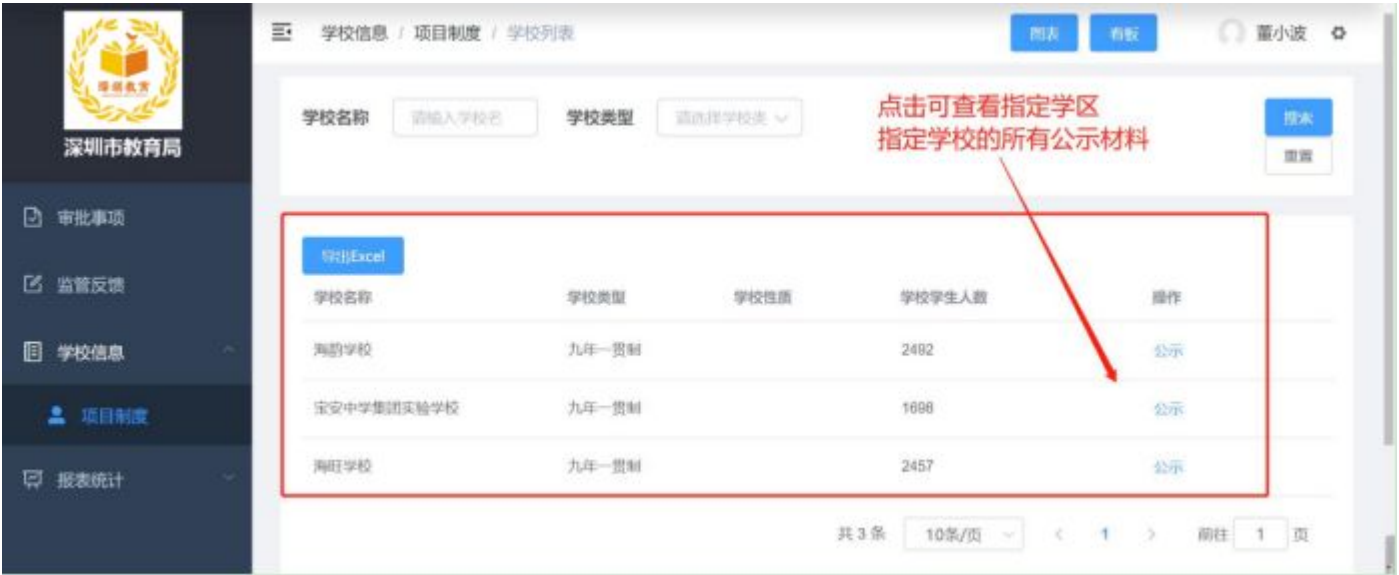 深圳教育
深圳市教育局
审批事项
监管反馈
学校信息
项目制度
报表统计
学校信息 / 项目制度 / 学校列表
图表 看板 董小波
学校名称 请输入学校名 学校类型 请选择学校类 搜索
重置
点击可查看指定学区
指定学校的所有公示材料
导出Excel
学校名称 学校类型 学校性质 学校学生人数 操作
海韵学校 九年一贯制 2492 公示
宝安中学集团实验学校 九年一贯制 1698 公示
海旺学校 九年一贯制 2457 公示
共 3 条 10条/页 < 1 > 前往 1 页